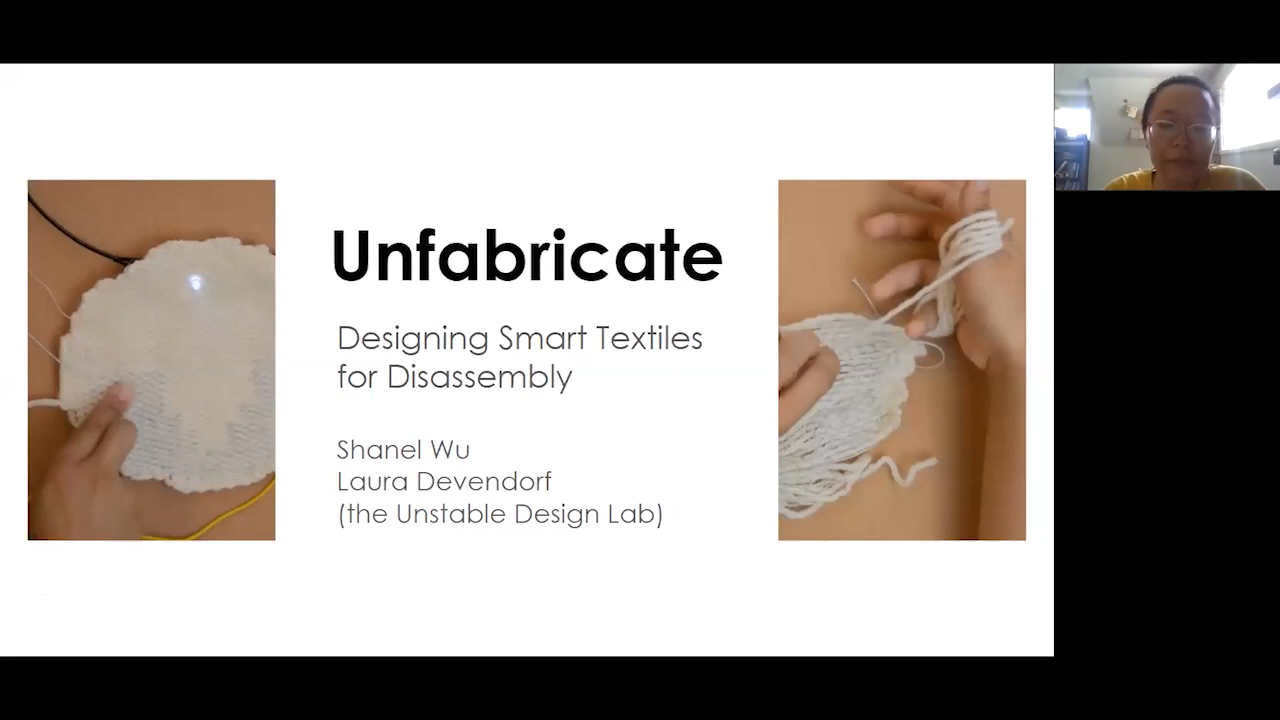 Unfabricate
Designing Smart Textiles
for Disassembly
Shanel Wu
Laura Devendorf
(the Unstable Design Lab)